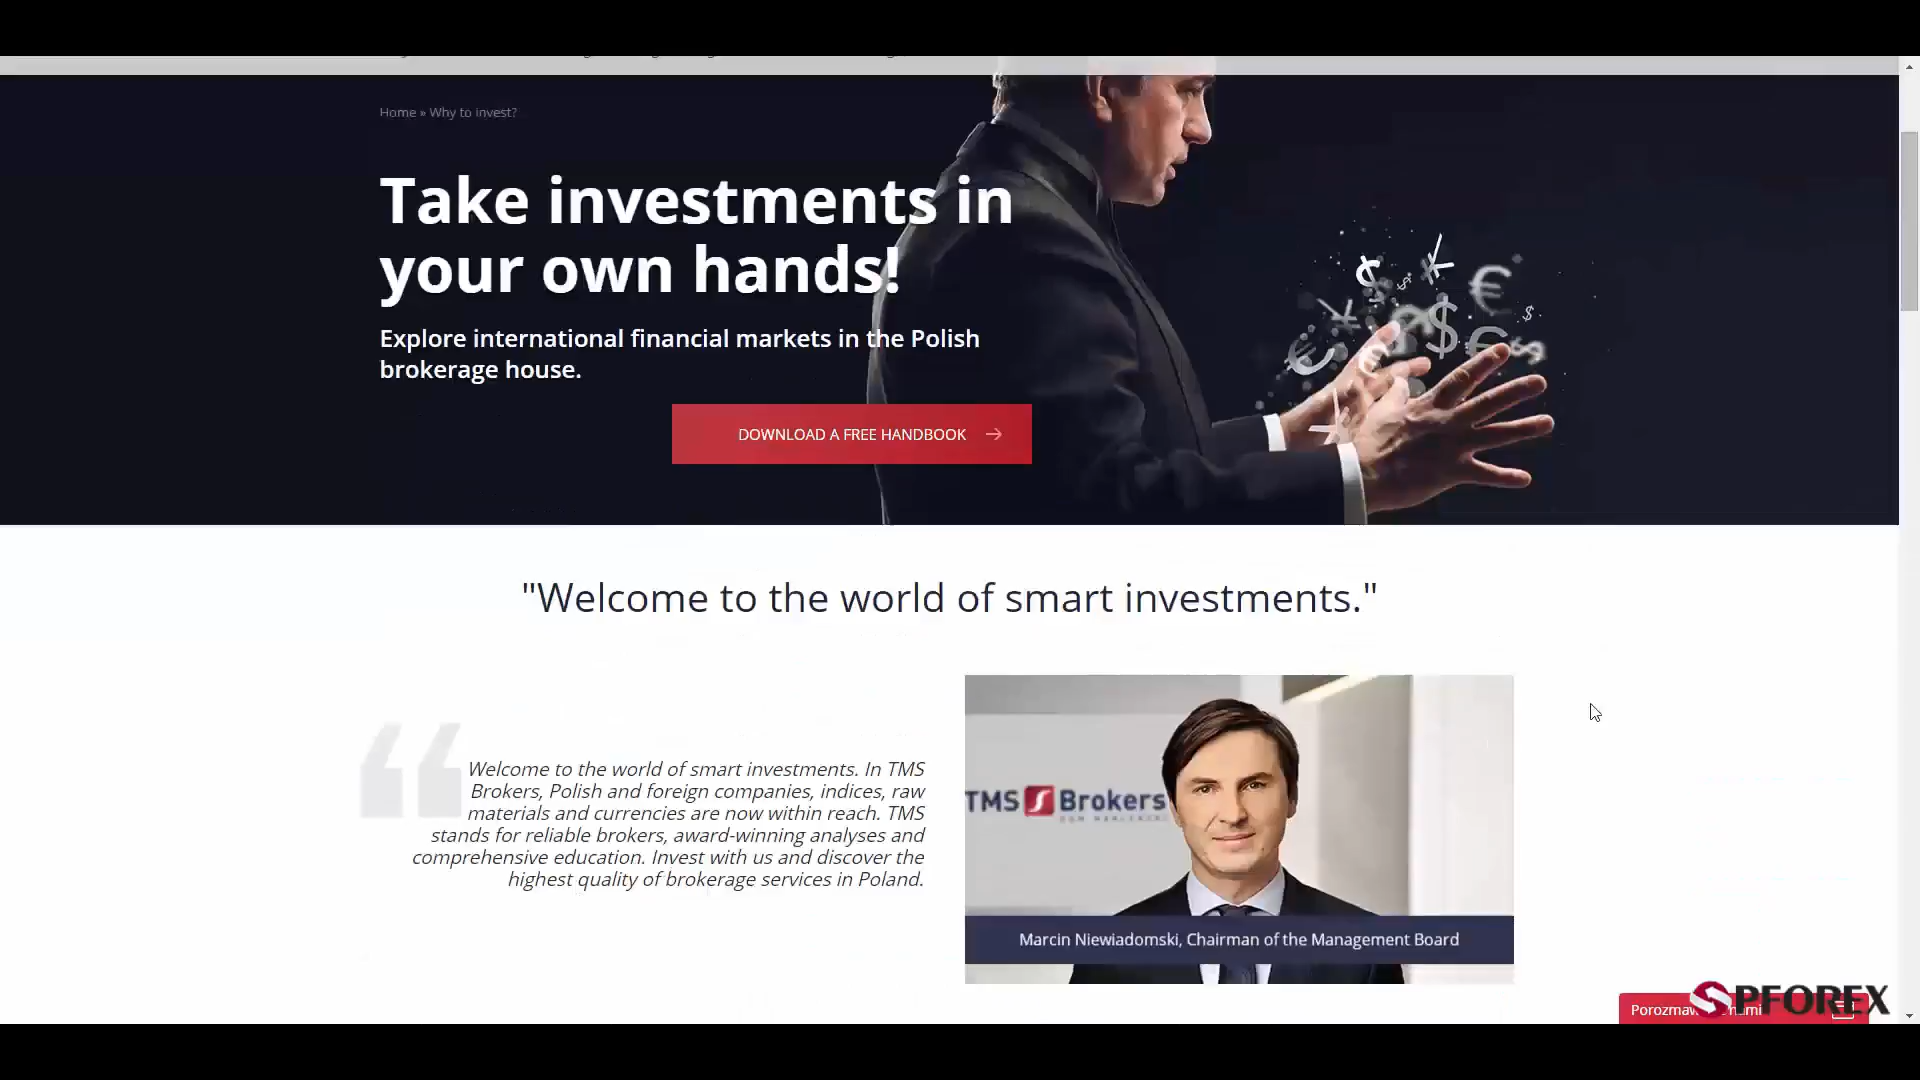 Home » Why to invest?
Take investments in
your own hands!
Explore international financial markets in the Polish
brokerage house.
DOWNLOAD A FREE HANDBOOK
"Welcome to the world of smart investments."
Welcome to the world of smart investments. In TMS
Brokers, Polish and foreign companies, indices, raw
materials and currencies are now within reach. TMS
stands for reliable brokers, award-winning analyses and
comprehensive education. Invest with us and discover the
highest quality of brokerage services in Poland.
TMS Brokers
Marcin Niewiadomski, Chairman of the Management Board
SPFOREX